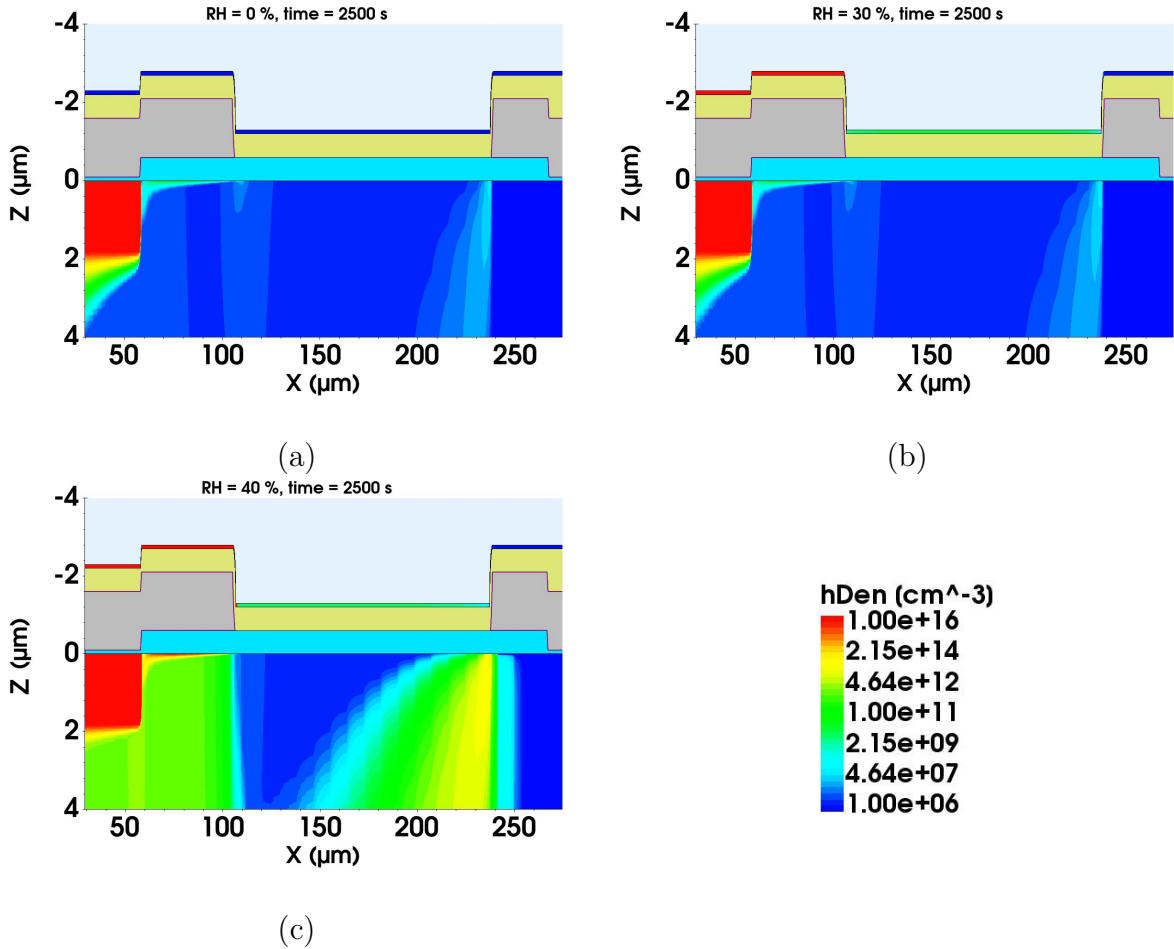 RH = 0 %, time = 2500 s
-4
-2
0
2
4
Z (µm)
50 100 150 200 250
X (µm)
(a)
RH = 30 %, time = 2500 s
-4
-2
0
2
4
Z (µm)
50 100 150 200 250
X (µm)
(b)
RH = 40 %, time = 2500 s
-4
-2
0
2
4
Z (µm)
50 100 150 200 250
X (µm)
(c)
hDen (cm^-3)
1.00e+16
2.15e+14
4.64e+12
1.00e+11
2.15e+09
4.64e+07
1.00e+06